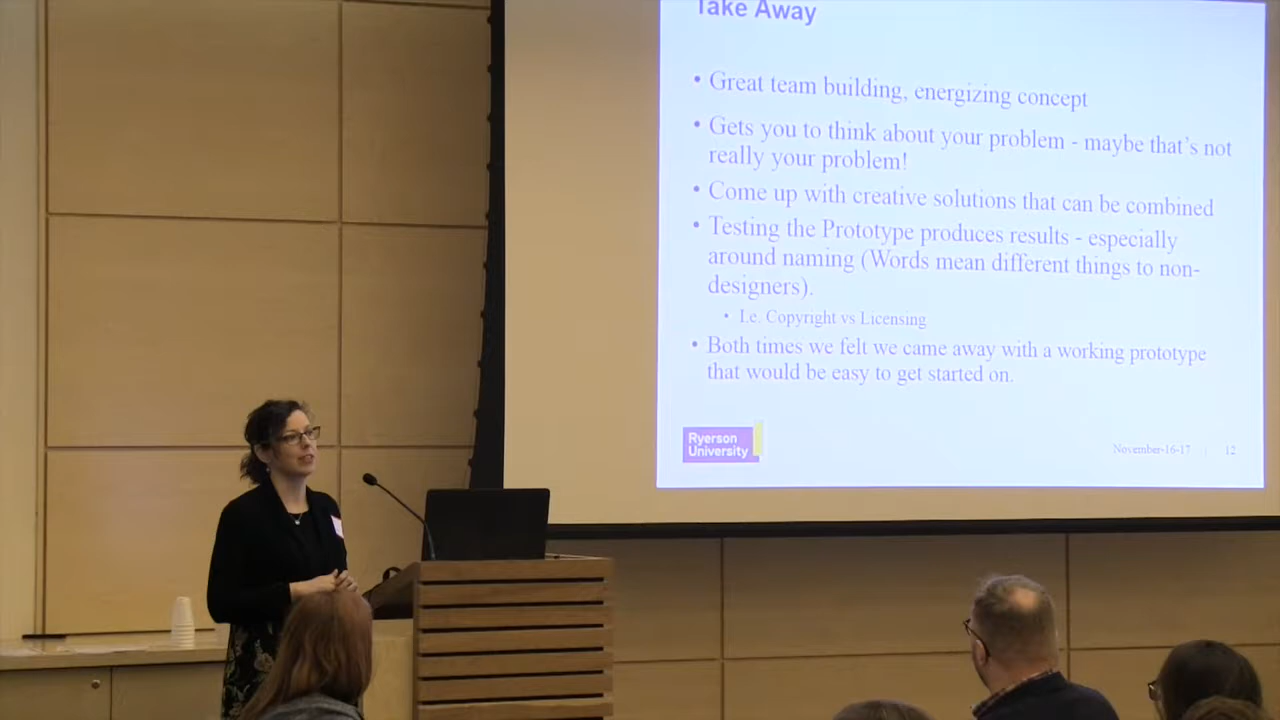 Take Away
• Great team building, energizing concept
• Gets you to think about your problem - maybe that's not
really your problem!
• Come up with creative solutions that can be combined
• Testing the Prototype produces results - especially
around naming (Words mean different things to non-
designers).
• I.e. Copyright vs Licensing
• Both times we felt we came away with a working prototype
that would be easy to get started on.
Ryerson
University
November-16-17 | 12